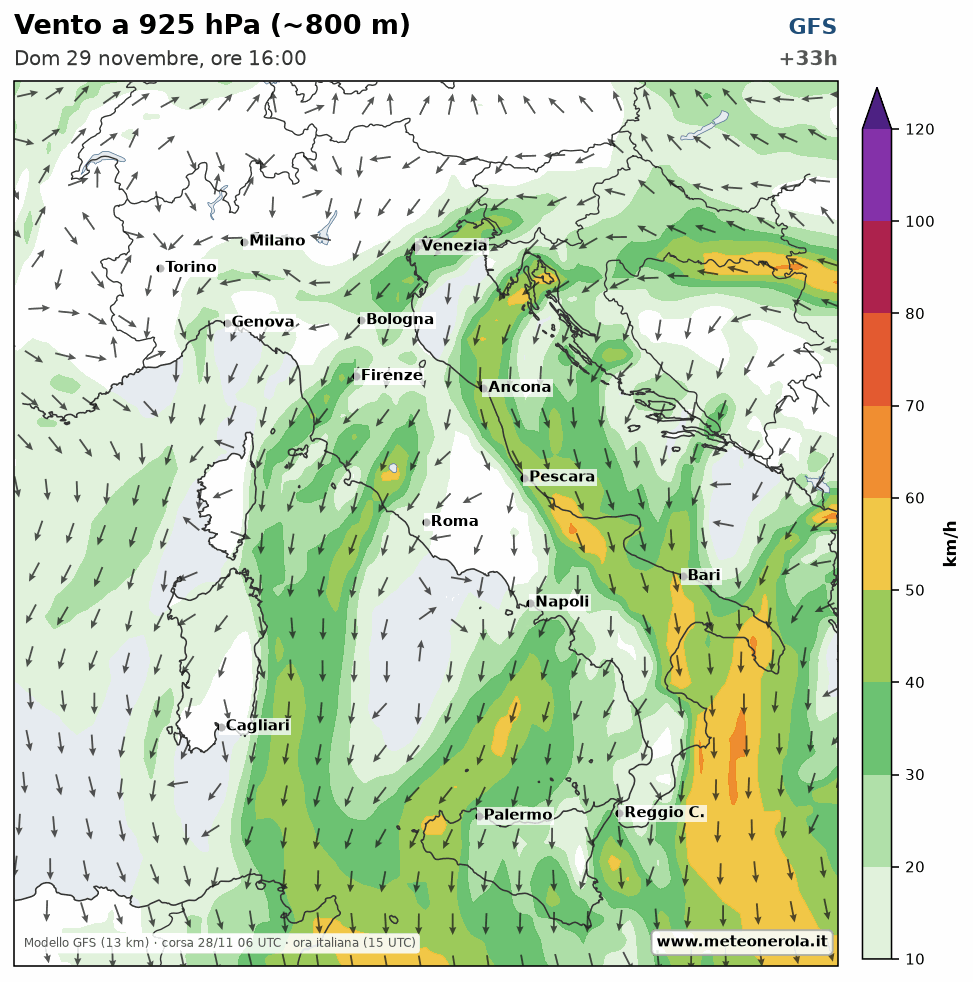 Vento a 925 hPa (~800 m)
GFS
Dom 29 novembre, ore 16:00
+33h
120
100
80
70
60
50
40
30
20
10
km/h
Milano
Venezia
Torino
Genova
Bologna
Firenze
Ancona
Pescara
Roma
Bari
Napoli
Cagliari
Palermo
Reggio C.
Modello GFS (13 km) · corsa 28/11 06 UTC · ora italiana (15 UTC)
www.meteonerola.it